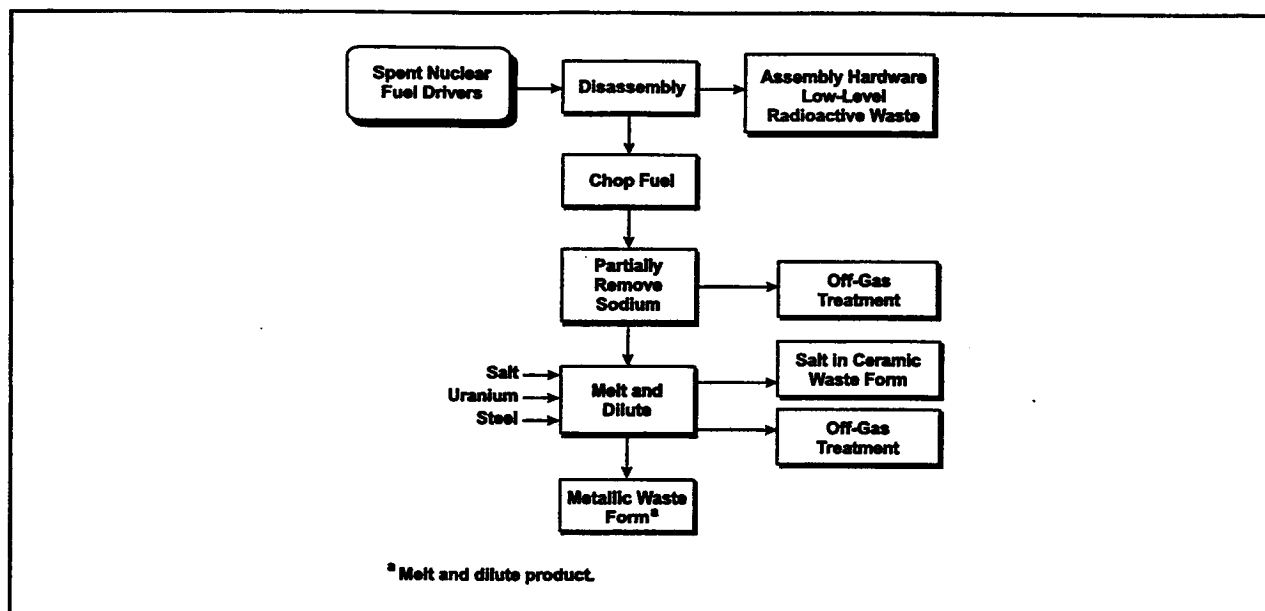 Spent Nuclear
Fuel Drivers
Disassembly
Assembly Hardware
Low-Level
Radioactive Waste
Chop Fuel
Partially
Remove
Sodium
Off-Gas
Treatment
Salt
Uranium
Steel
Melt and
Dilute
Salt in Ceramic
Waste Form
Off-Gas
Treatment
Metallic Waste
Form a
a Melt and dilute product.